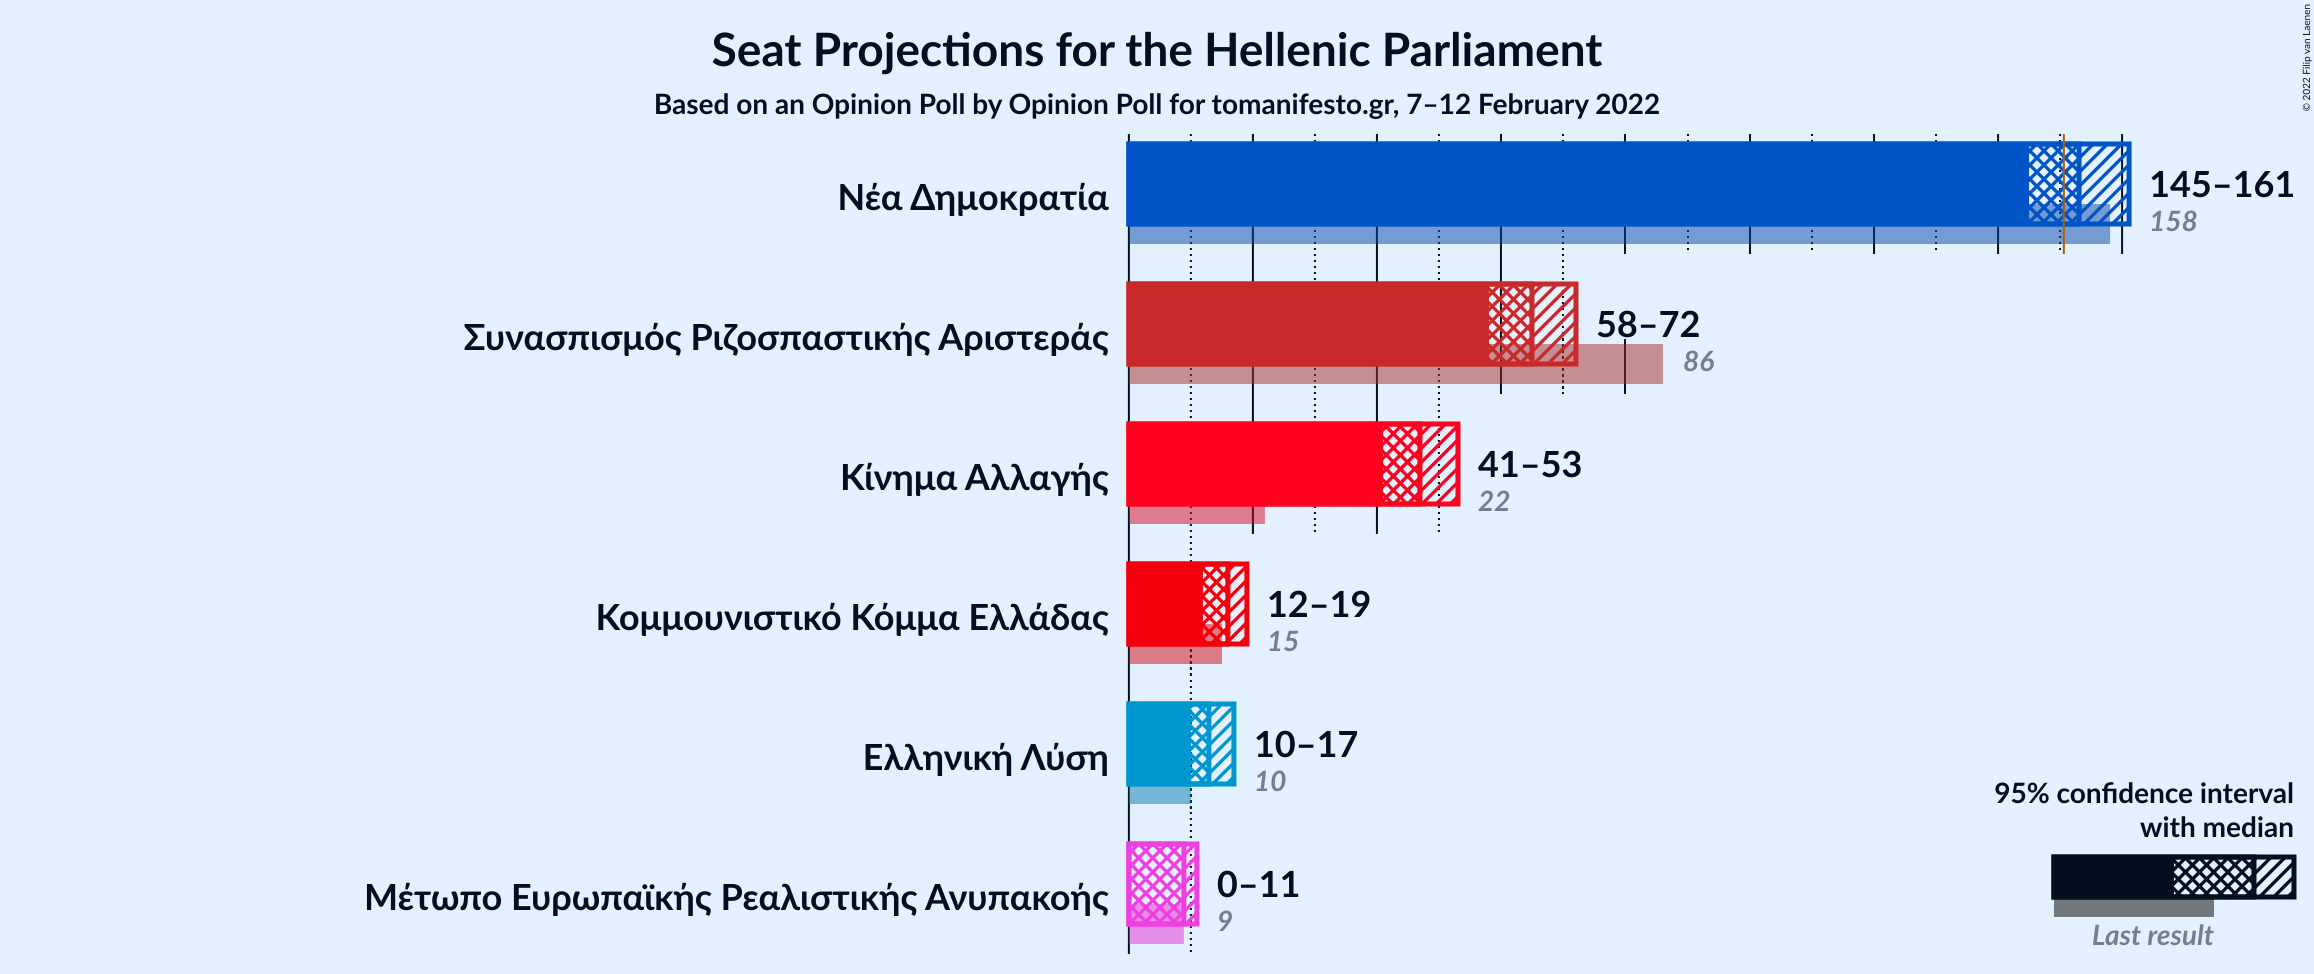 Seat Projections for the Hellenic Parliament
Based on an Opinion Poll by Opinion Poll for tomanifesto.gr, 7–12 February 2022
© 2022 Filip van Laenen
Νέα Δημοκρατία
145–161
158
Συνασπισμός Ριζοσπαστικής Αριστεράς
58–72
86
Κίνημα Αλλαγής
41–53
22
Κομμουνιστικό Κόμμα Ελλάδας
12–19
15
Ελληνική Λύση
10–17
10
Μέτωπο Ευρωπαϊκής Ρεαλιστικής Ανυπακοής
0–11
9
95% confidence interval
with median
Last result